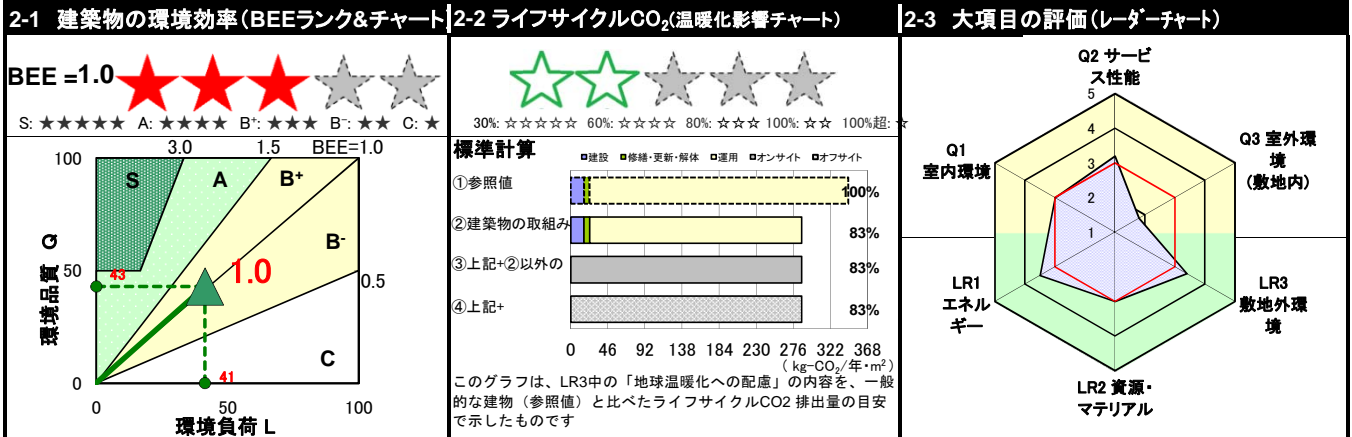 2-1 建築物の環境効率(BEEランク&チャート
BEE =1.0
S: ★★★★★ A: ★★★★ B+: ★★★ B-: ★★ C: ★
3.0 1.5 BEE=1.0
100
S
A
B+
B-
C
1.0
43
50
0.5
41
0
0 50 100
環境品質 Q
環境負荷 L
2-2 ライフサイクルCO2(温暖化影響チャート)
30%: ☆☆☆☆☆ 60%: ☆☆☆☆ 80%: ☆☆☆ 100%: ☆☆ 100%超: ☆
標準計算
建設 修繕・更新・解体 運用 オンサイト オフサイト
①参照値 100%
②建築物の取組み 83%
③上記+②以外の 83%
④上記+ 83%
0 46 92 138 184 230 276 322 368
( kg-CO2/年・m²)
このグラフは、LR3中の「地球温暖化への配慮」の内容を、一般
的な建物(参照値)と比べたライフサイクルCO2 排出量の目安
で示したものです
2-3 大項目の評価(レーダーチャート)
Q2 サービ
ス性能
5
4
3
2
1
Q1
室内環境
Q3 室外環
境
(敷地内)
LR1
エネル
ギー
LR3
敷地外環
境
LR2 資源・
マテリアル